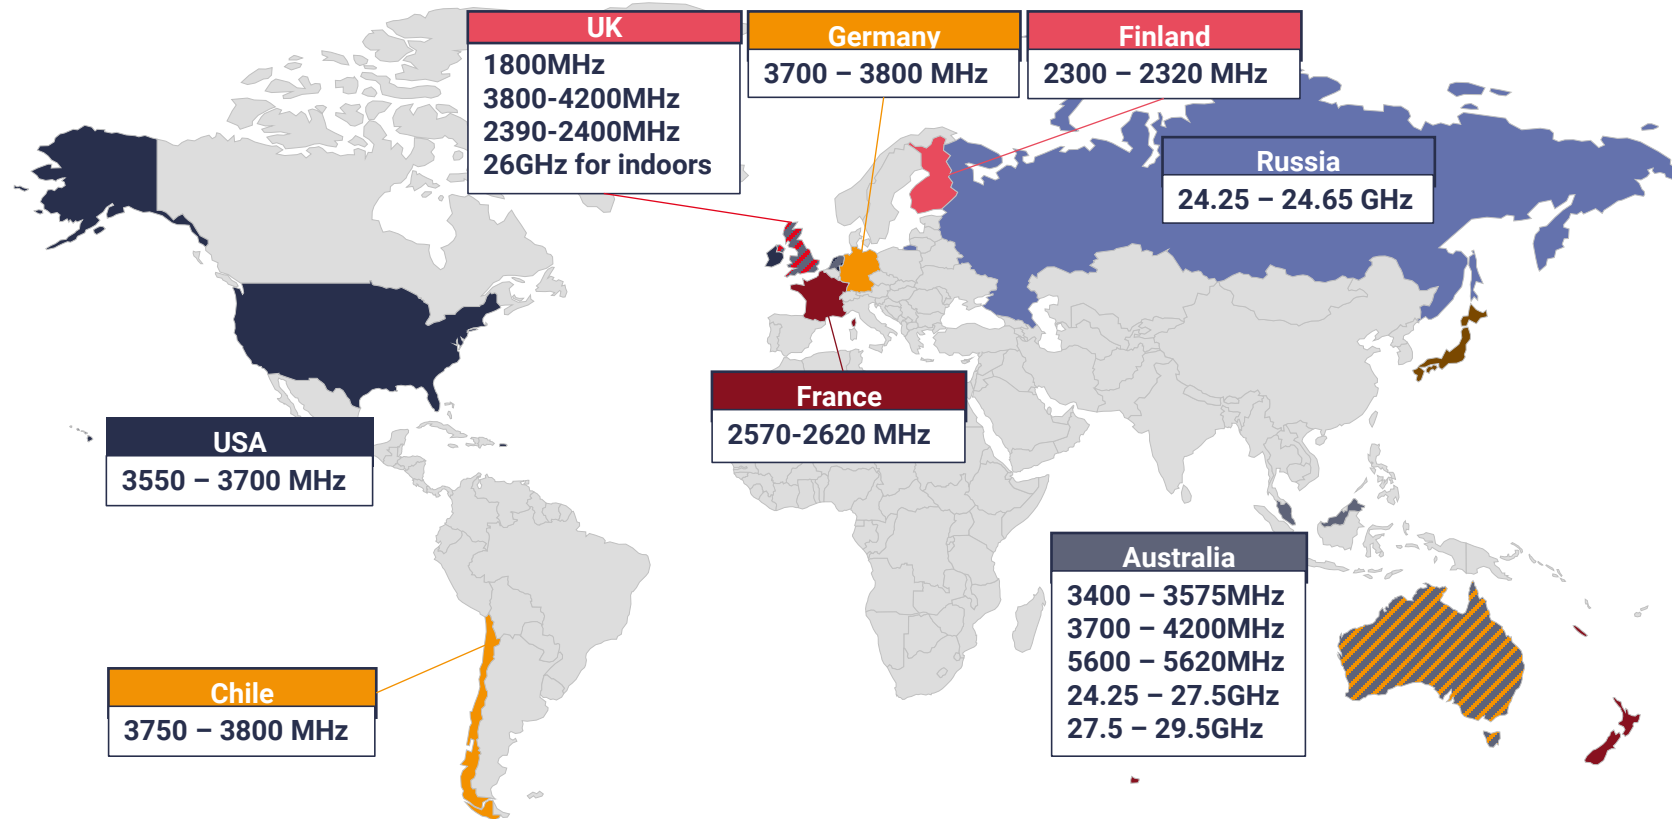 UK
1800MHz
3800-4200MHz
2390-2400MHz
26GHz for indoors
Germany
3700 – 3800 MHz
Finland
2300 – 2320 MHz
Russia
24.25 – 24.65 GHz
France
2570-2620 MHz
USA
3550 – 3700 MHz
Australia
3400 – 3575MHz
3700 – 4200MHz
5600 – 5620MHz
24.25 – 27.5GHz
27.5 – 29.5GHz
Chile
3750 – 3800 MHz